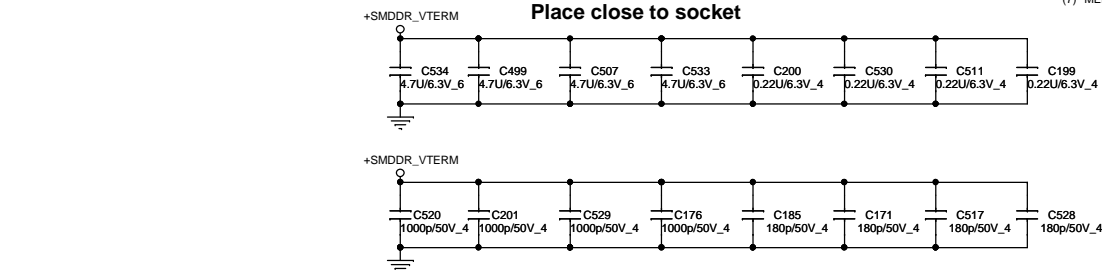 (7) ME
Place close to socket
+SMDDR_VTERM
C534 C499 C507 C533 C200 C530 C511 C199
4.7U/6.3V_6 4.7U/6.3V_6 4.7U/6.3V_6 4.7U/6.3V_6 0.22U/6.3V_4 0.22U/6.3V_4 0.22U/6.3V_4 0.22U/6.3V_4
+SMDDR_VTERM
C520 C201 C529 C176 C185 C171 C517 C528
1000p/50V_4 1000p/50V_4 1000p/50V_4 1000p/50V_4 180p/50V_4 180p/50V_4 180p/50V_4 180p/50V_4